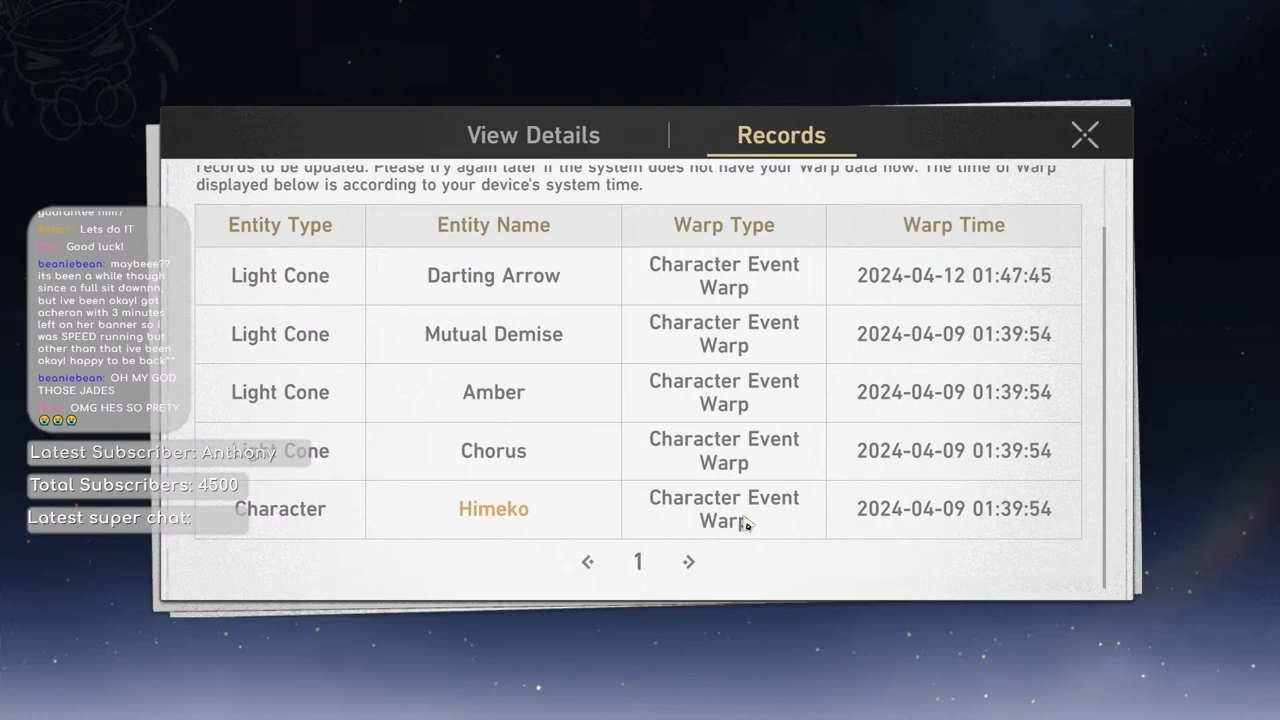 View Details
Records
records to be updated. Please try again later if the system does not have your Warp data now. The time of Warp
displayed below is according to your device's system time.
Entity Type
Entity Name
Warp Type
Warp Time
Light Cone
Darting Arrow
Character Event
Warp
2024-04-12 01:47:45
Light Cone
Mutual Demise
Character Event
Warp
2024-04-09 01:39:54
Light Cone
Amber
Character Event
Warp
2024-04-09 01:39:54
Light Cone
Chorus
Character Event
Warp
2024-04-09 01:39:54
Character
Himeko
Character Event
Warp
2024-04-09 01:39:54
1
guarantee him?
Lets do IT
Good luck!
beaniebean: maybeee??
its been a while though
since a full sit downnn,
but ive been okay! got
acheron with 3 minutes
left on her banner so i
was SPEED running but
other than that ive been
okay! happy to be back^^
beaniebean: OH MY GOD
THOSE JADES
OMG HES SO PRETY
😭😭😭
Latest Subscriber: Anthony
Total Subscribers: 4500
Latest super chat: